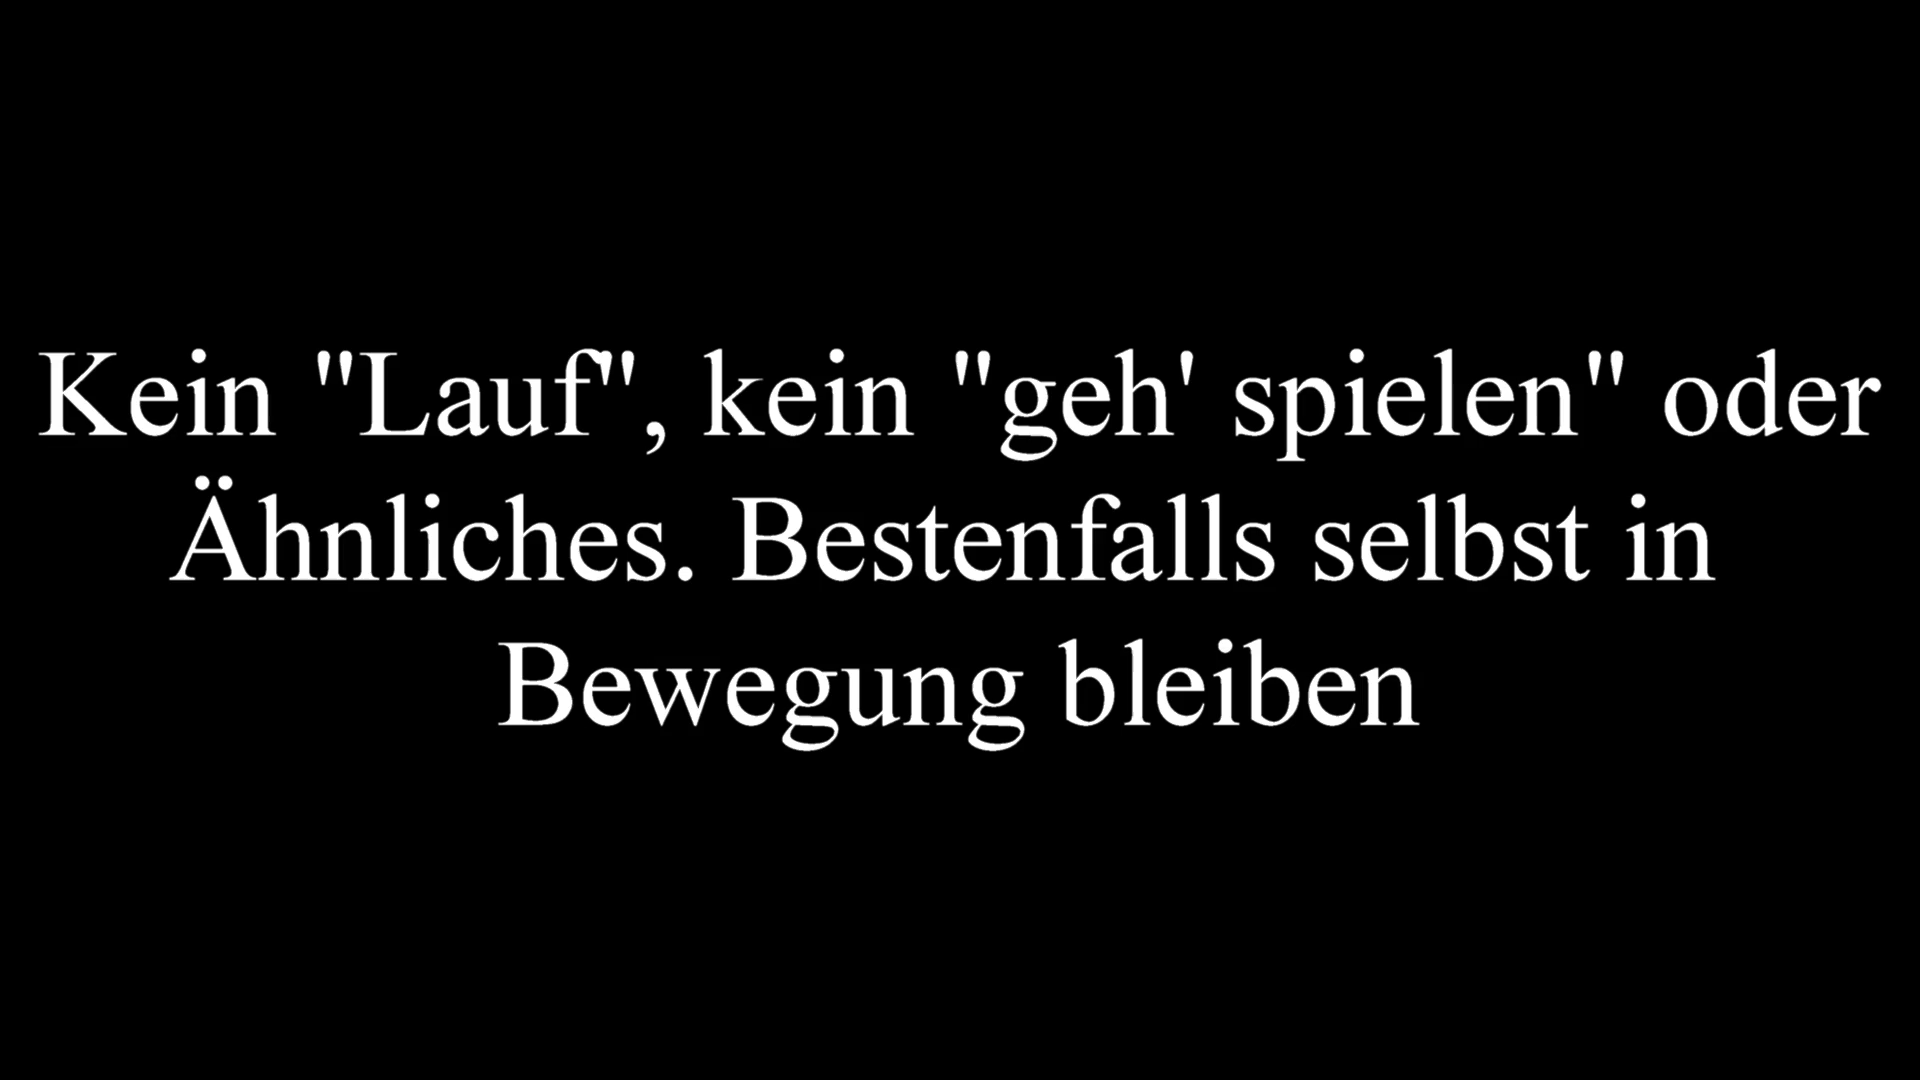 Kein "Lauf", kein "geh' spielen" oder
Ähnliches. Bestenfalls selbst in
Bewegung bleiben